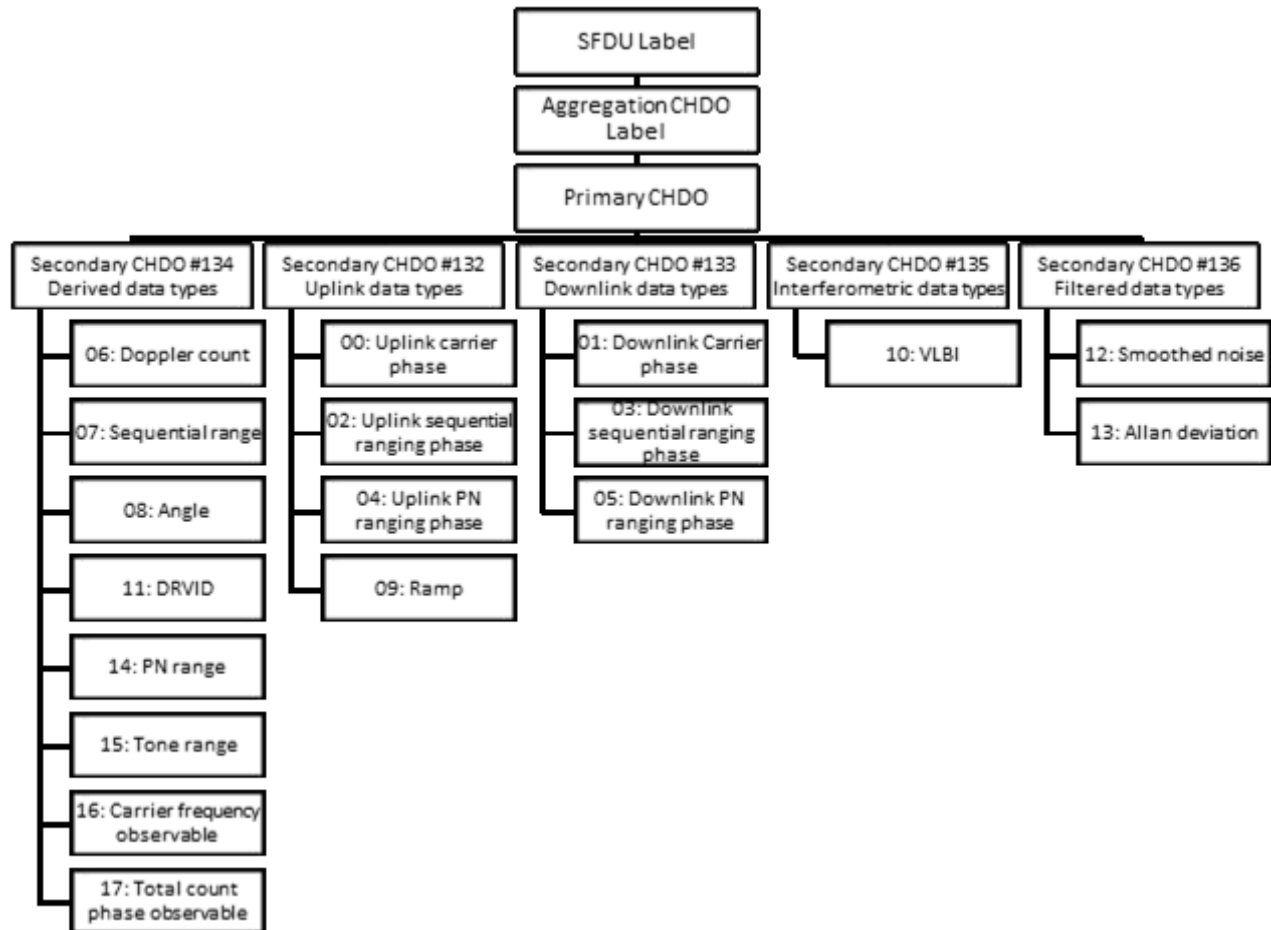 SFDU Label
Aggregation CHDO
Label
Primary CHDO
Secondary CHDO #134
Derived data types
06: Doppler count
07: Sequential range
08: Angle
11: DRVID
14: PN range
15: Tone range
16: Carrier frequency
observable
17: Total count
phase observable
Secondary CHDO #132
Uplink data types
00: Uplink carrier
phase
02: Uplink sequential
ranging phase
04: Uplink PN
ranging phase
09: Ramp
Secondary CHDO #133
Downlink data types
01: Downlink Carrier
phase
03: Downlink
sequential ranging
phase
05: Downlink PN
ranging phase
Secondary CHDO #135
Interferometric data types
10: VLBI
Secondary CHDO #136
Filtered data types
12: Smoothed noise
13: Allan deviation